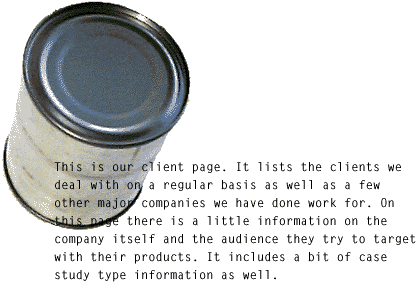 This is our client page. It lists the clients we
deal with on a regular basis as well as a few
other major companies we have done work for. On
this page there is a little information on the
company itself and the audience they try to target
with their products. It includes a bit of case
study type information as well.